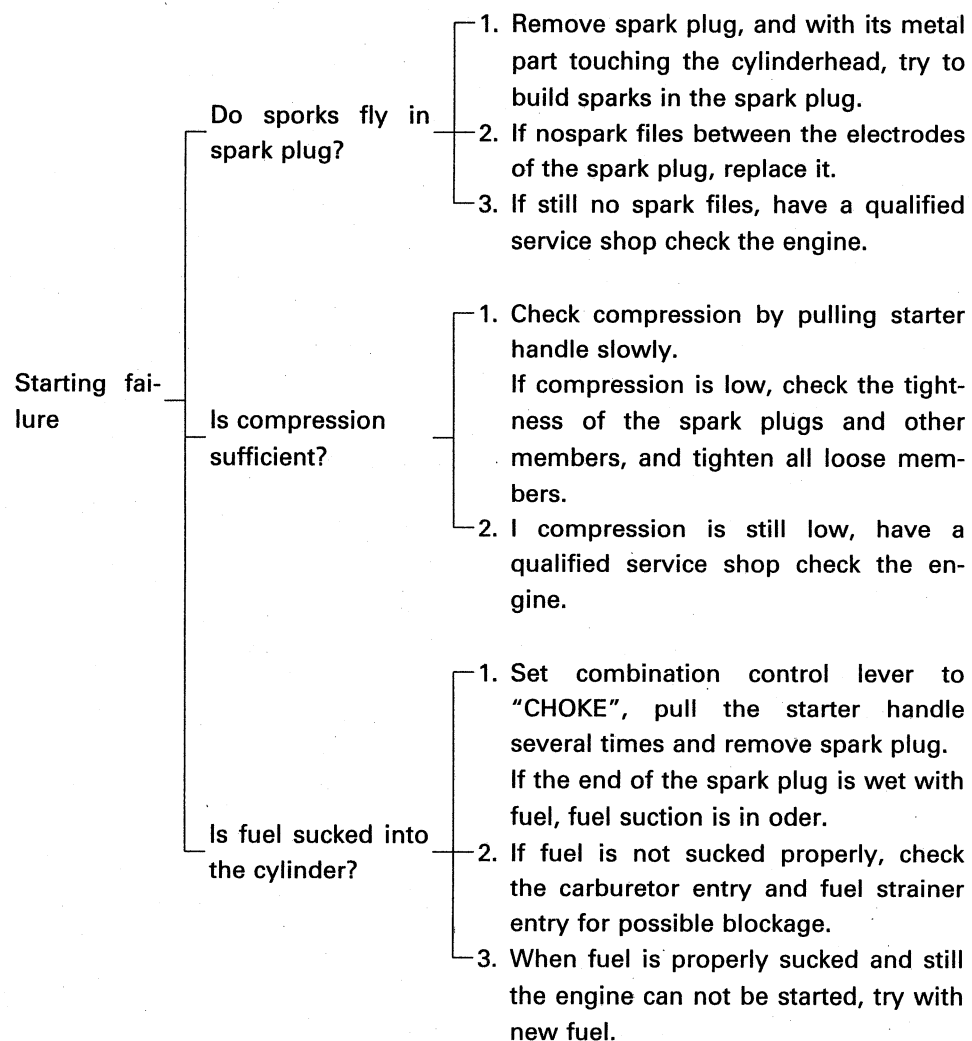 Starting fai-
lure
Do sporks fly in
spark plug?
1. Remove spark plug, and with its metal
part touching the cylinderhead, try to
build sparks in the spark plug.
2. If nospark files between the electrodes
of the spark plug, replace it.
3. If still no spark files, have a qualified
service shop check the engine.
Is compression
sufficient?
1. Check compression by pulling starter
handle slowly.
If compression is low, check the tight-
ness of the spark plugs and other
members, and tighten all loose mem-
bers.
2. I compression is still low, have a
qualified service shop check the en-
gine.
Is fuel sucked into
the cylinder?
1. Set combination control lever to
"CHOKE", pull the starter handle
several times and remove spark plug.
If the end of the spark plug is wet with
fuel, fuel suction is in oder.
2. If fuel is not sucked properly, check
the carburetor entry and fuel strainer
entry for possible blockage.
3. When fuel is properly sucked and still
the engine can not be started, try with
new fuel.